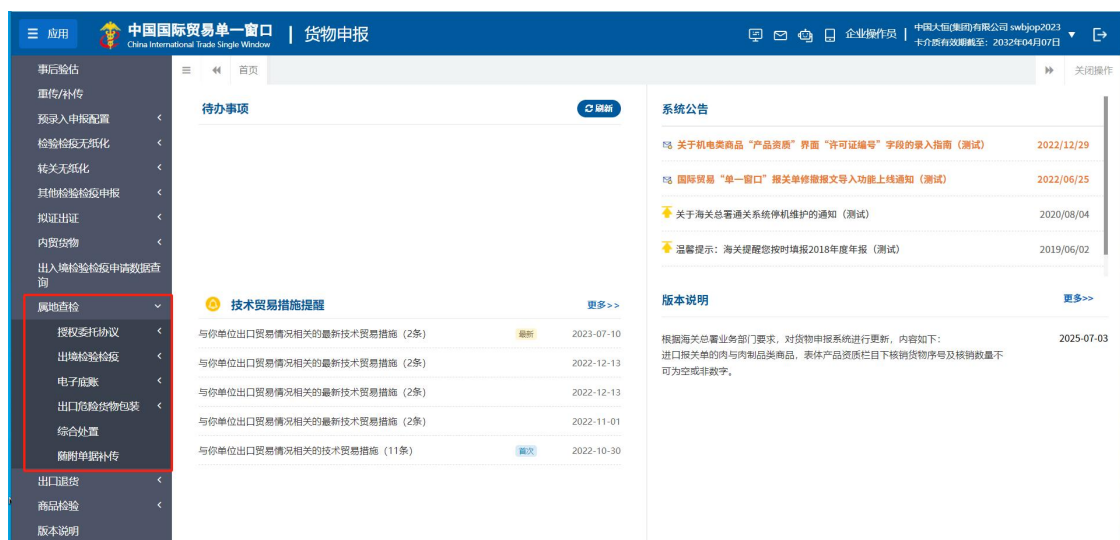 应用
中国国际贸易单一窗口 | 货物申报
China International Trade Single Window
企业操作员
中国大恒(集团)有限公司 swbjop2023
卡介质有效期截至：2032年04月07日
事后验估
重传/补传
预录入申报配置
检验检疫无纸化
转关无纸化
其他检验检疫申报
拟证出证
内贸货物
出入境检验检疫申请数据查
询
属地查检
授权委托协议
出境检验检疫
电子底账
出口危险货物包装
综合处置
随附单据补传
出口退货
商品检验
版本说明
首页
关闭操作
待办事项
刷新
系统公告
关于机电类商品“产品资质”界面“许可证编号”字段的录入指南（测试） 2022/12/29
国际贸易“单一窗口”报关单修撤报文导入功能上线通知（测试） 2022/06/25
关于海关总署通关系统停机维护的通知（测试） 2020/08/04
温馨提示：海关提醒您按时填报2018年度年报（测试） 2019/06/02
技术贸易措施提醒 更多>>
与你单位出口贸易情况相关的最新技术贸易措施（2条） 最新 2023-07-10
与你单位出口贸易情况相关的最新技术贸易措施（2条） 2022-12-13
与你单位出口贸易情况相关的最新技术贸易措施（2条） 2022-12-13
与你单位出口贸易情况相关的最新技术贸易措施（2条） 2022-11-01
与你单位出口贸易情况相关的技术贸易措施（11条） 首次 2022-10-30
版本说明 更多>>
根据海关总署业务部门要求，对货物申报系统进行更新，内容如下： 2025-07-03
进口报关单的肉与肉制品类商品，表体产品资质栏目下核销货物序号及核销数量不
可为空或非数字。